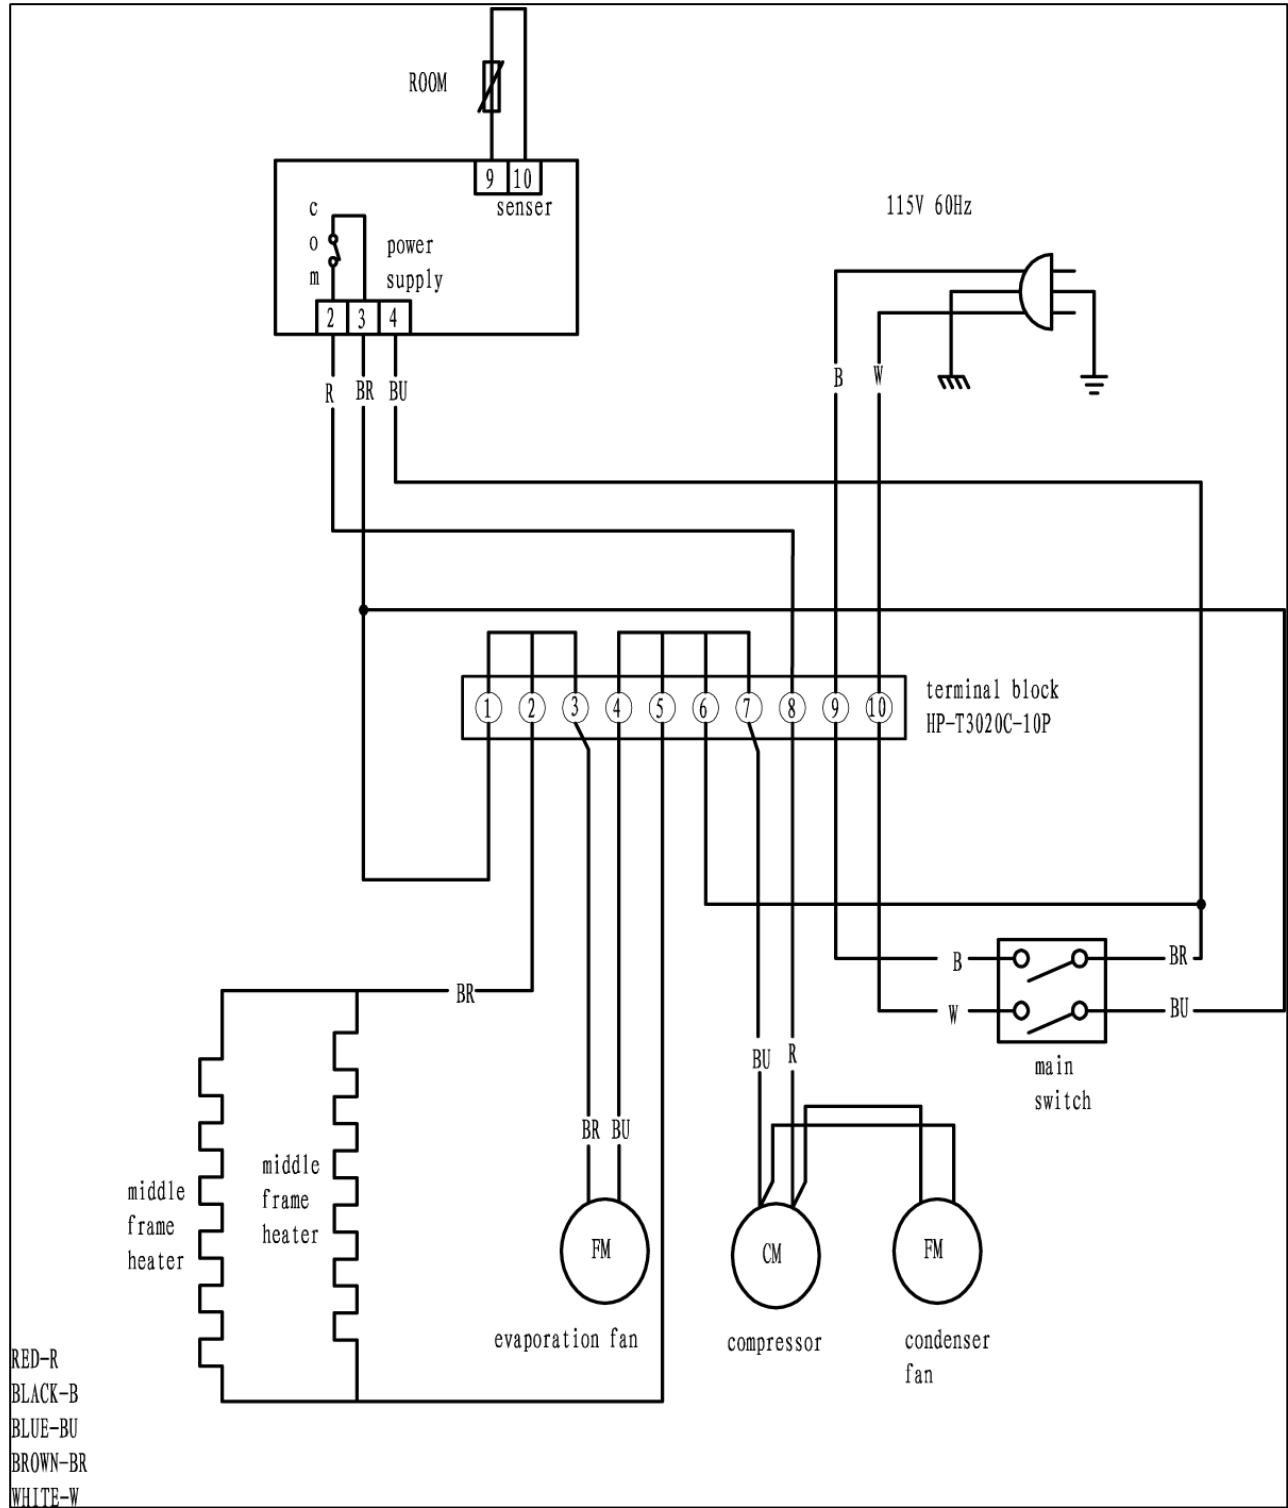 ROOM
9 10
senser
115V 60Hz
c
o
m
power
supply
2 3 4
R BR BU
B W
terminal block
HP-T3020C-10P
1 2 3 4 5 6 7 8 9 10
B
BR
W
BU
main
switch
BR
BU R
BR BU
middle
frame
heater
middle
frame
heater
FM
CM
FM
evaporation fan
compressor
condenser
fan
RED-R
BLACK-B
BLUE-BU
BROWN-BR
WHITE-W